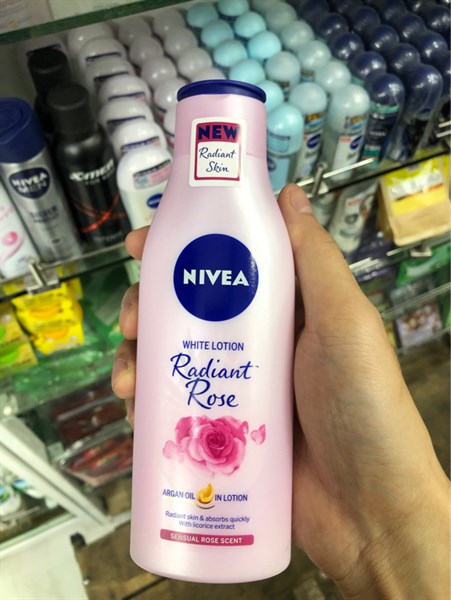 NEW
Radiant
Skin
NIVEA
WHITE LOTION
Radiant™
Rose
ARGAN OIL IN LOTION
Radiant skin & absorbs quickly
With licorice extract
SENSUAL ROSE SCENT
NIVEA